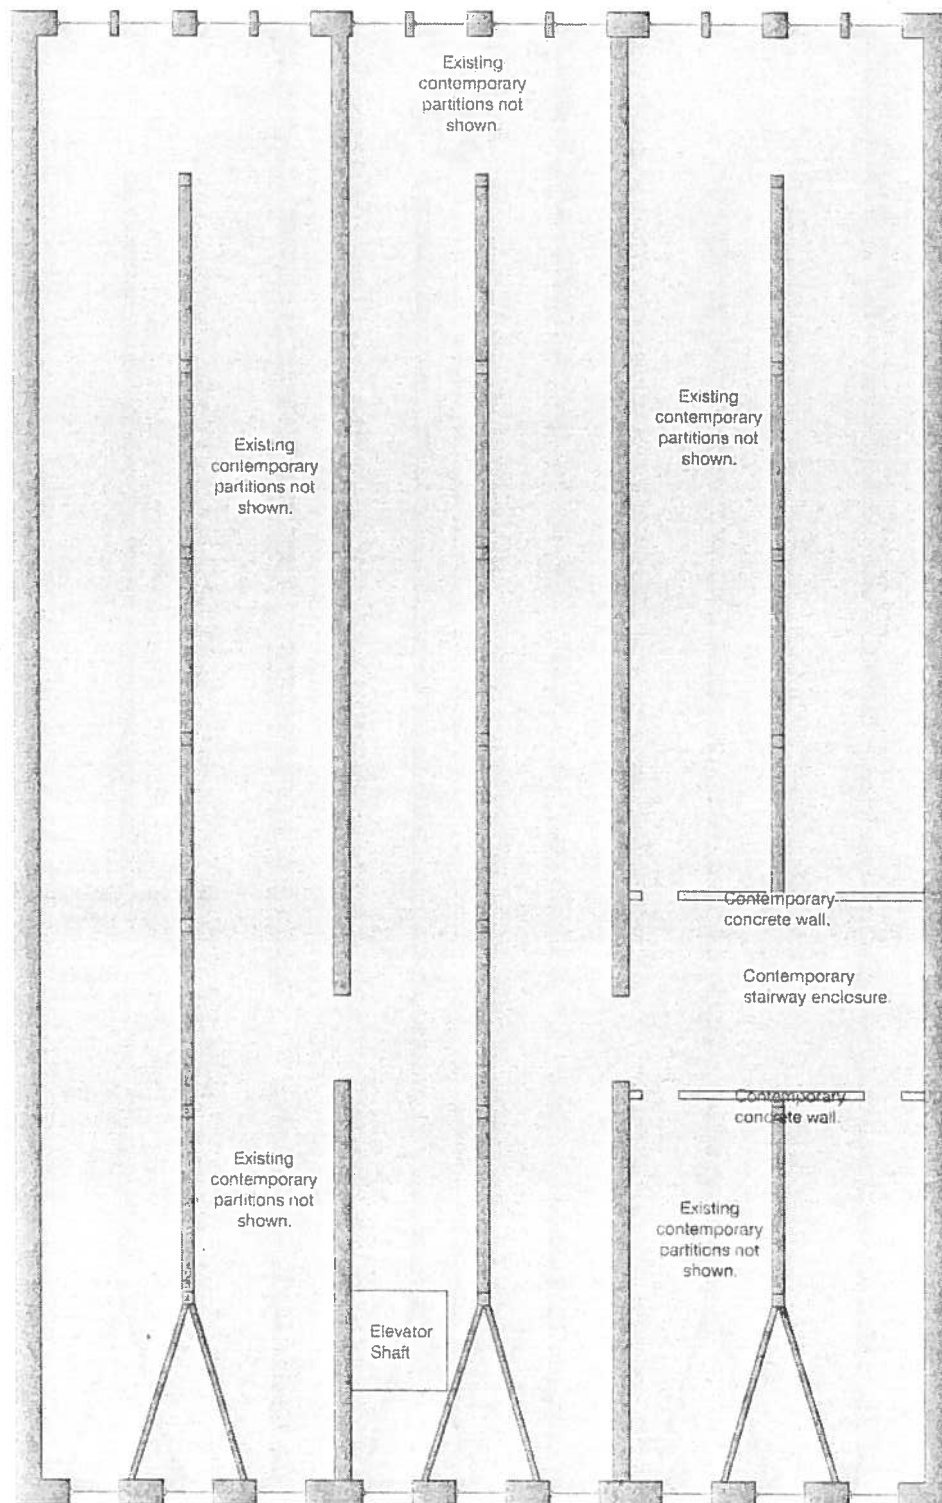 Existing
contemporary
partitions not
shown.
Existing
contemporary
partitions not
shown.
Existing
contemporary
partitions not
shown.
Contemporary
concrete wall.
Contemporary
stairway enclosure.
Contemporary
concrete wall.
Existing
contemporary
partitions not
shown.
Existing
contemporary
partitions not
shown.
Elevator
Shaft